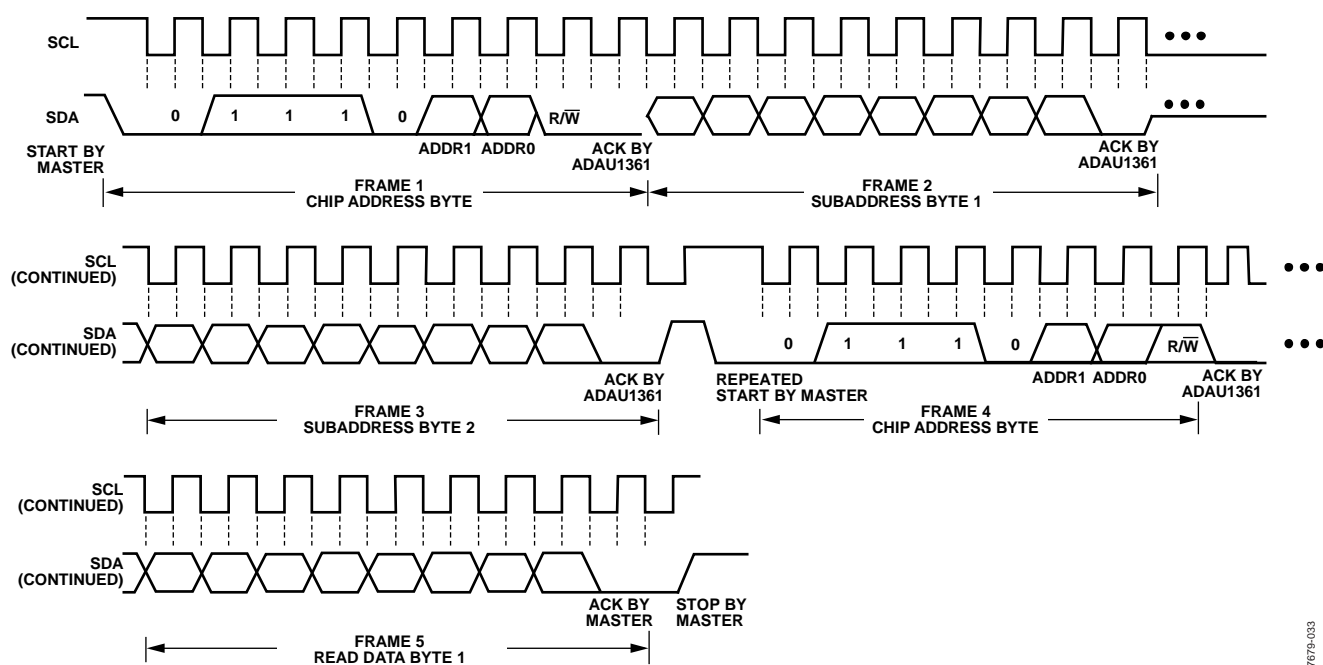 SCL
SDA
0 1 1 1 0 R/W̅
START BY
MASTER
ADDR1 ADDR0
ACK BY
ADAU1361
ACK BY
ADAU1361
FRAME 1
CHIP ADDRESS BYTE
FRAME 2
SUBADDRESS BYTE 1
SCL
(CONTINUED)
SDA
(CONTINUED)
0 1 1 1 0 R/W̅
ACK BY
ADAU1361
REPEATED
START BY MASTER
ADDR1 ADDR0
ACK BY
ADAU1361
FRAME 3
SUBADDRESS BYTE 2
FRAME 4
CHIP ADDRESS BYTE
SCL
(CONTINUED)
SDA
(CONTINUED)
ACK BY
MASTER
STOP BY
MASTER
FRAME 5
READ DATA BYTE 1
7679-033